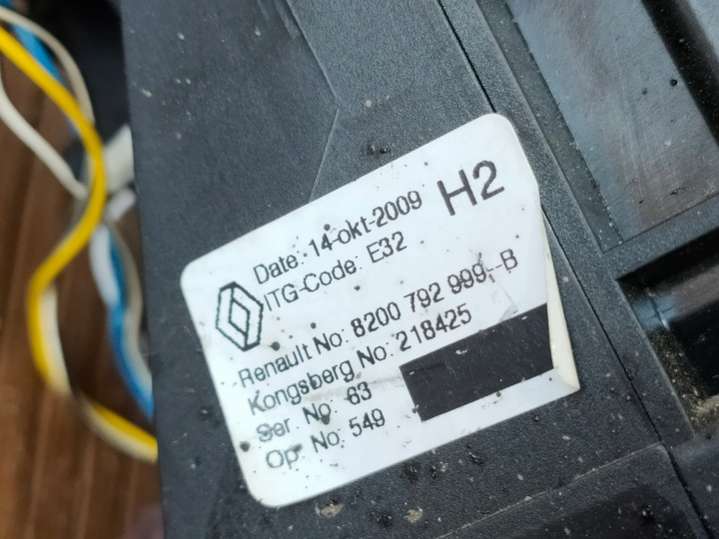 Date: 14-okt-2009
H2
ITG-Code: E32
Renault No: 8200 792 999,-B
Kongsberg No: 218425
Ser. No: 63
Op. No: 549